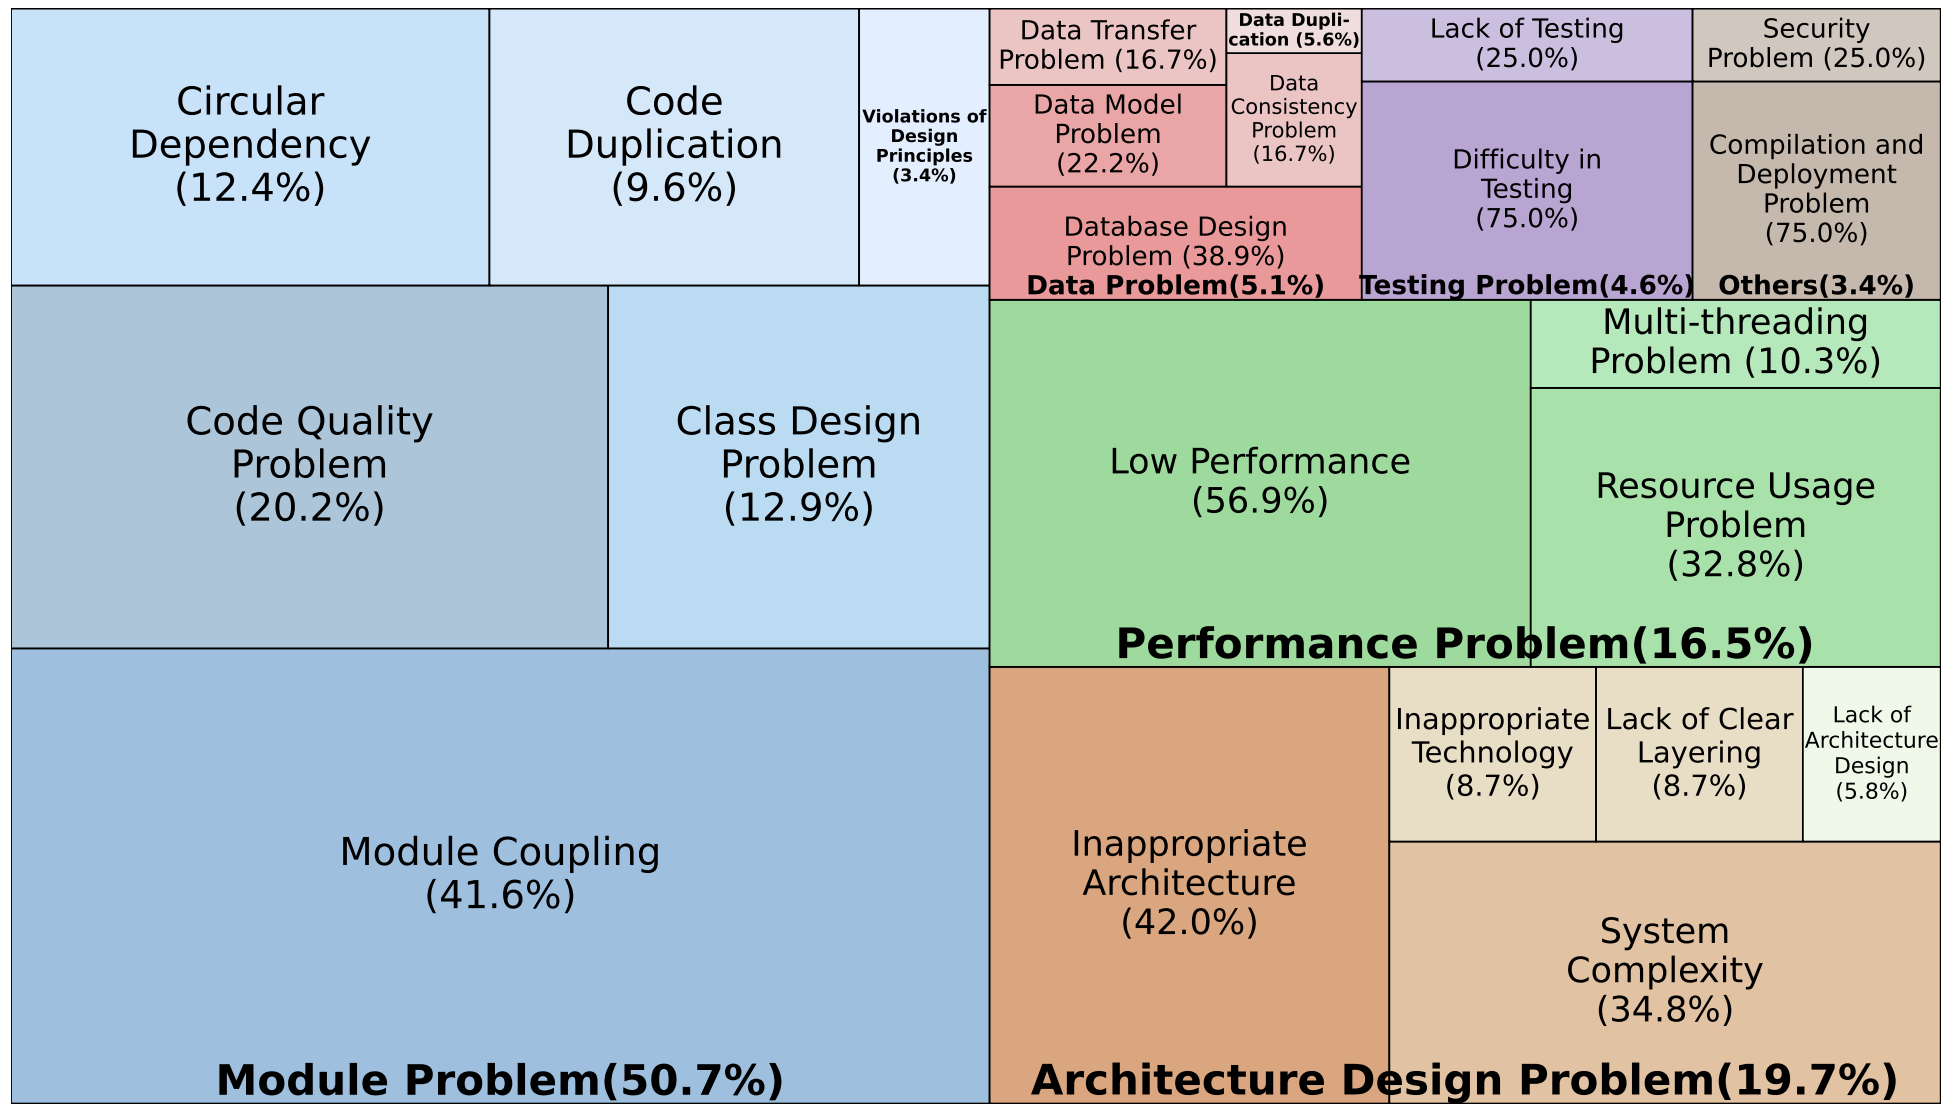 Circular
Dependency
(12.4%)
Code
Duplication
(9.6%)
Violations of
Design
Principles
(3.4%)
Code Quality
Problem
(20.2%)
Class Design
Problem
(12.9%)
Module Coupling
(41.6%)
Module Problem(50.7%)
Data Transfer
Problem (16.7%)
Data Dupli-
cation (5.6%)
Data Model
Problem
(22.2%)
Data
Consistency
Problem
(16.7%)
Database Design
Problem (38.9%)
Data Problem(5.1%)
Lack of Testing
(25.0%)
Difficulty in
Testing
(75.0%)
Testing Problem(4.6%)
Security
Problem (25.0%)
Compilation and
Deployment
Problem
(75.0%)
Others(3.4%)
Low Performance
(56.9%)
Multi-threading
Problem (10.3%)
Resource Usage
Problem
(32.8%)
Performance Problem(16.5%)
Inappropriate
Architecture
(42.0%)
Inappropriate
Technology
(8.7%)
Lack of Clear
Layering
(8.7%)
Lack of
Architecture
Design
(5.8%)
System
Complexity
(34.8%)
Architecture Design Problem(19.7%)